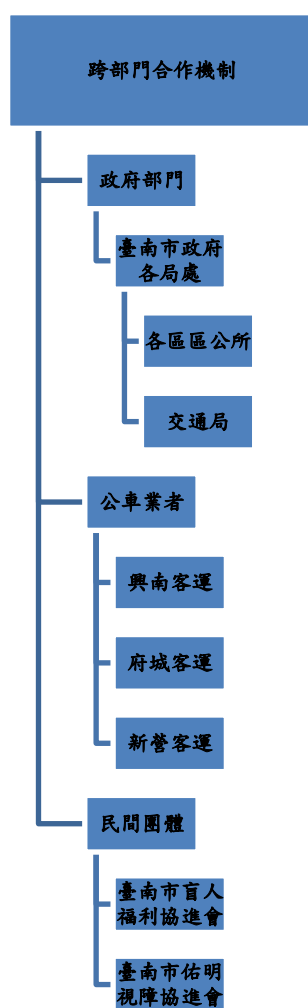 跨部門合作機制
政府部門
臺南市政府
各局處
各區區公所
交通局
公車業者
興南客運
府城客運
新營客運
民間團體
臺南市盲人
福利協進會
臺南市佑明
視障協進會